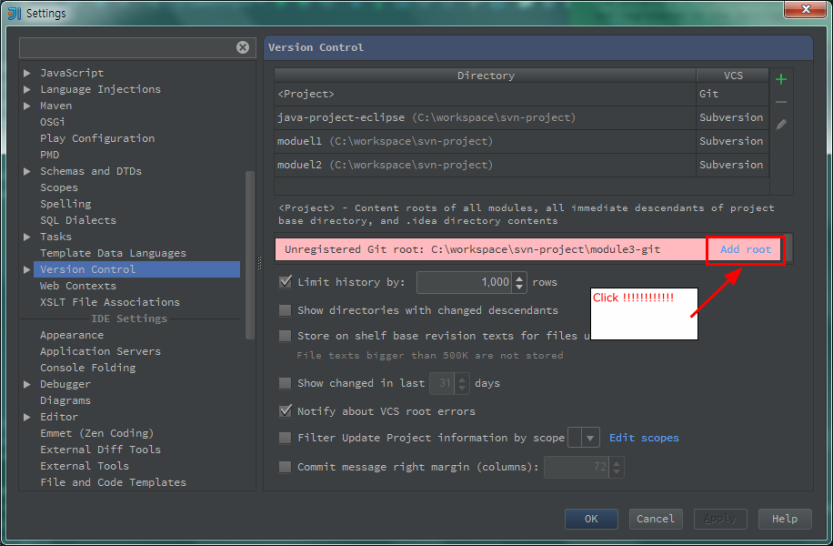 Settings
JavaScript
Language Injections
Maven
OSGi
Play Configuration
PMD
Schemas and DTDs
Scopes
Spelling
SQL Dialects
Tasks
Template Data Languages
Version Control
Web Contexts
XSLT File Associations
IDE Settings
Appearance
Application Servers
Console Folding
Debugger
Diagrams
Editor
Emmet (Zen Coding)
External Diff Tools
External Tools
File and Code Templates
Version Control
Directory VCS
<Project> Git
java-project-eclipse (C:\workspace\svn-project) Subversion
moduel1 (C:\workspace\svn-project) Subversion
moduel2 (C:\workspace\svn-project) Subversion
<Project> - Content roots of all modules, all immediate descendants of project
base directory, and .idea directory contents
Unregistered Git root: C:\workspace\svn-project\module3-git Add root
Limit history by: 1,000 rows
Click !!!!!!!!!!!!
Show directories with changed descendants
Store on shelf base revision texts for files u
File texts bigger than 500K are not stored
Show changed in last 31 days
Notify about VCS root errors
Filter Update Project information by scope Edit scopes
Commit message right margin (columns): 72
OK Cancel Apply Help